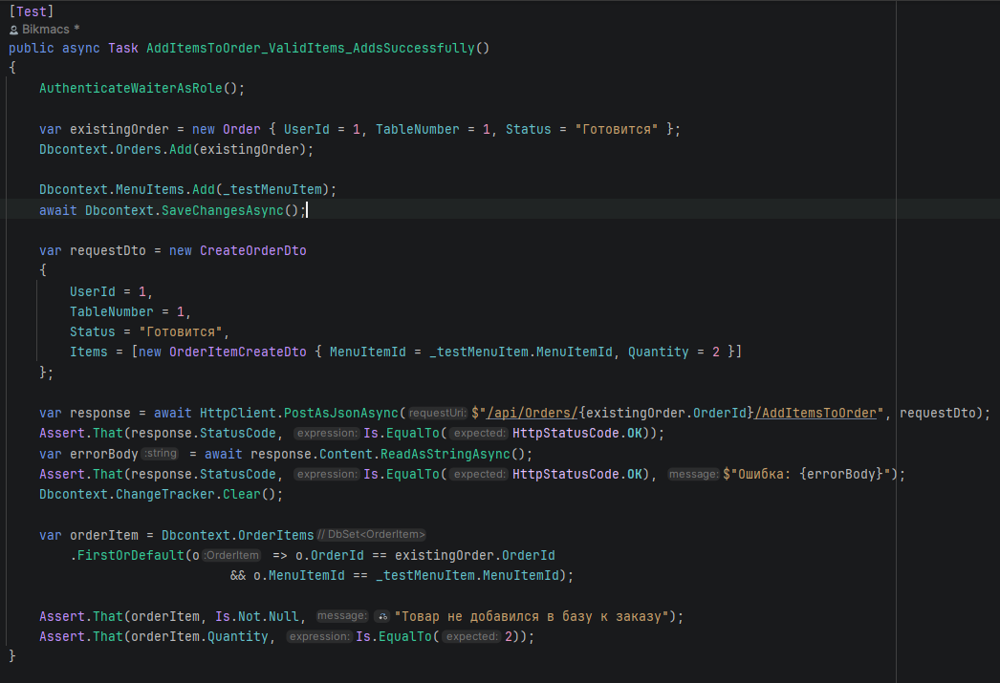 [Test]
Bikmacs *
public async Task AddItemsToOrder_ValidItems_AddsSuccessfully()
{
AuthenticateWaiterAsRole();
var existingOrder = new Order { UserId = 1, TableNumber = 1, Status = "Готовится" };
Dbcontext.Orders.Add(existingOrder);
Dbcontext.MenuItems.Add(_testMenuItem);
await Dbcontext.SaveChangesAsync();
var requestDto = new CreateOrderDto
{
UserId = 1,
TableNumber = 1,
Status = "Готовится",
Items = [new OrderItemCreateDto { MenuItemId = _testMenuItem.MenuItemId, Quantity = 2 }]
};
var response = await HttpClient.PostAsJsonAsync( requestUri: $"/api/Orders/{existingOrder.OrderId}/AddItemsToOrder", requestDto);
Assert.That(response.StatusCode, expression: Is.EqualTo( expected: HttpStatusCode.OK));
var errorBody :string = await response.Content.ReadAsStringAsync();
Assert.That(response.StatusCode, expression: Is.EqualTo( expected: HttpStatusCode.OK), message: $"Ошибка: {errorBody}");
Dbcontext.ChangeTracker.Clear();
var orderItem = Dbcontext.OrderItems // DbSet<OrderItem>
.FirstOrDefault(o :OrderItem => o.OrderId == existingOrder.OrderId
&& o.MenuItemId == _testMenuItem.MenuItemId);
Assert.That(orderItem, Is.Not.Null, message: "Товар не добавился в базу к заказу");
Assert.That(orderItem.Quantity, expression: Is.EqualTo( expected: 2));
}